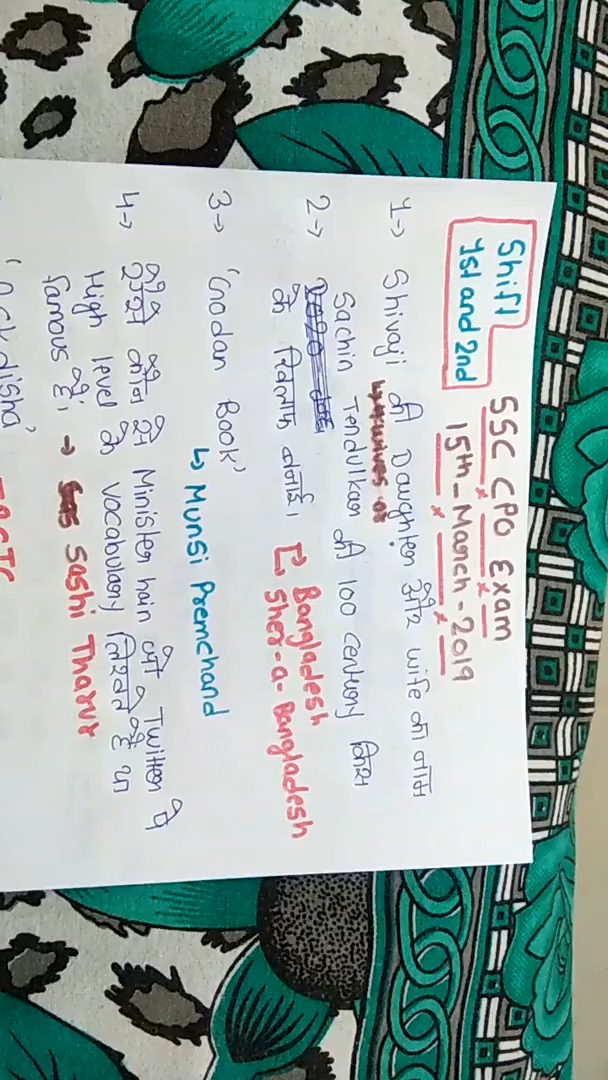 Shift
1st and 2nd
SSC CPO Exam
15th - March - 2019
1→ Shivaji की Daughter और wife का नाम
2→ Sachin Tendulkar की 100 century किस
के खिलाफ बनाई।
Bangladesh
Sher-a-Bangladesh
3→ 'Godan Book'
↳ Munsi Premchand
4→ कौन से Minister hain जो Twitter पे
High level के vocabulary लिखते हैं या
famous हैं। → Sashi Tharur